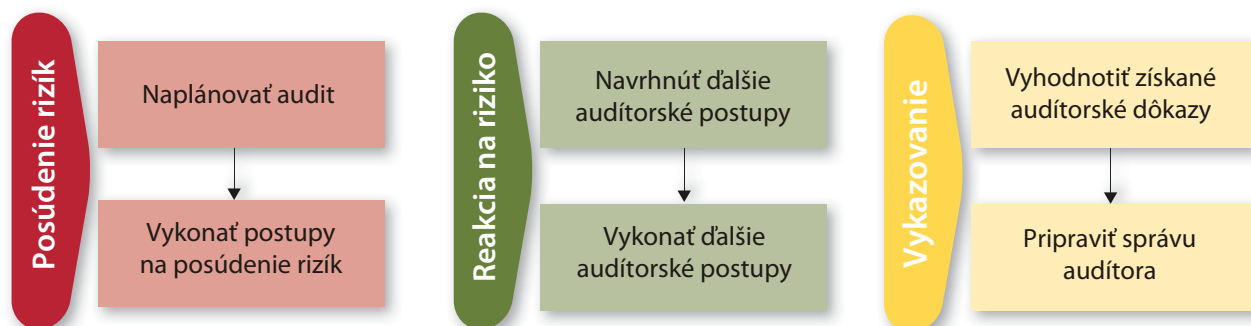 Posúdenie rizík
Naplánovať audit
Vykonať postupy
na posúdenie rizík
Reakcia na riziko
Navrhnúť ďalšie
audítorské postupy
Vykonať ďalšie
audítorské postupy
Vykazovanie
Vyhodnotiť získané
audítorské dôkazy
Pripraviť správu
audítora